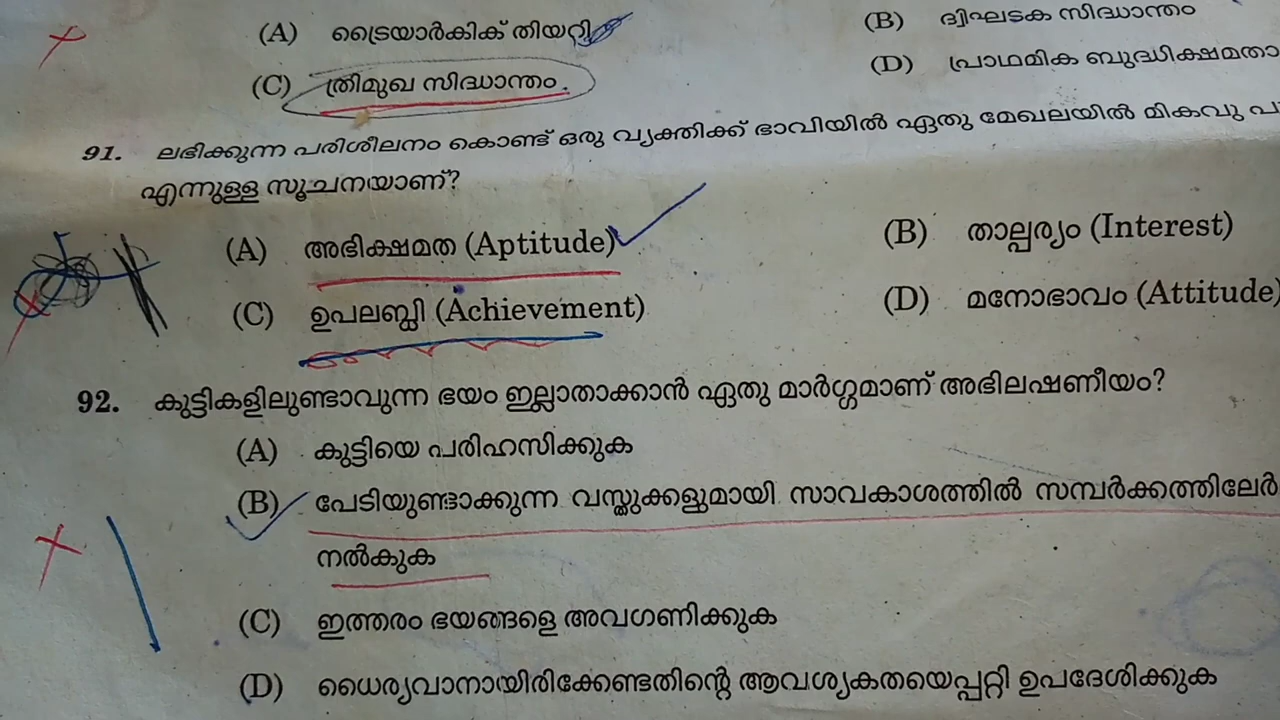 (A) ട്രൈയാർകിക് തിയറി (B) ദ്വിഘടക സിദ്ധാന്തം
(C) ത്രിമുഖ സിദ്ധാന്തം. (D) പ്രാഥമിക ബുദ്ധിക്ഷമതാ
91. ലഭിക്കുന്ന പരിശീലനം കൊണ്ട് ഒരു വ്യക്തിക്ക് ഭാവിയിൽ ഏതു മേഖലയിൽ മികവു
എന്നുള്ള സൂചനയാണ്?
(A) അഭിക്ഷമത (Aptitude) (B) താല്പര്യം (Interest)
(C) ഉപലബ്ധി (Achievement) (D) മനോഭാവം (Attitude)
92. കുട്ടികളിലുണ്ടാവുന്ന ഭയം ഇല്ലാതാക്കാൻ ഏതു മാർഗ്ഗമാണ് അഭിലഷണീയം?
(A) കുട്ടിയെ പരിഹസിക്കുക
(B) പേടിയുണ്ടാക്കുന്ന വസ്തുക്കളുമായി സാവകാശത്തിൽ സമ്പർക്കത്തിലേർ
നൽകുക
(C) ഇത്തരം ഭയങ്ങളെ അവഗണിക്കുക
(D) ധൈര്യവാനായിരിക്കേണ്ടതിന്റെ ആവശ്യകതയെപ്പറ്റി ഉപദേശിക്കുക